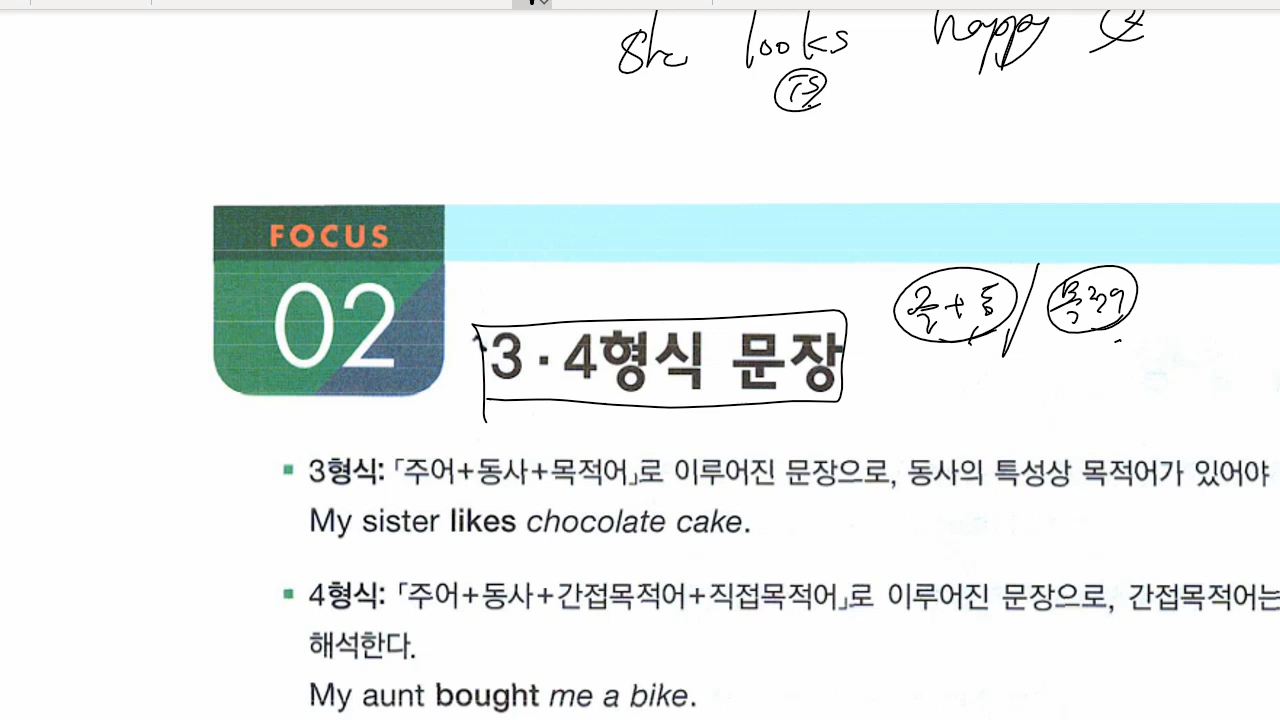 She looks happy
FOCUS
02
3·4형식 문장
주+동 / 목적어
3형식: 「주어+동사+목적어」로 이루어진 문장으로, 동사의 특성상 목적어가 있어야
My sister likes chocolate cake.
4형식: 「주어+동사+간접목적어+직접목적어」로 이루어진 문장으로, 간접목적어는
해석한다.
My aunt bought me a bike.